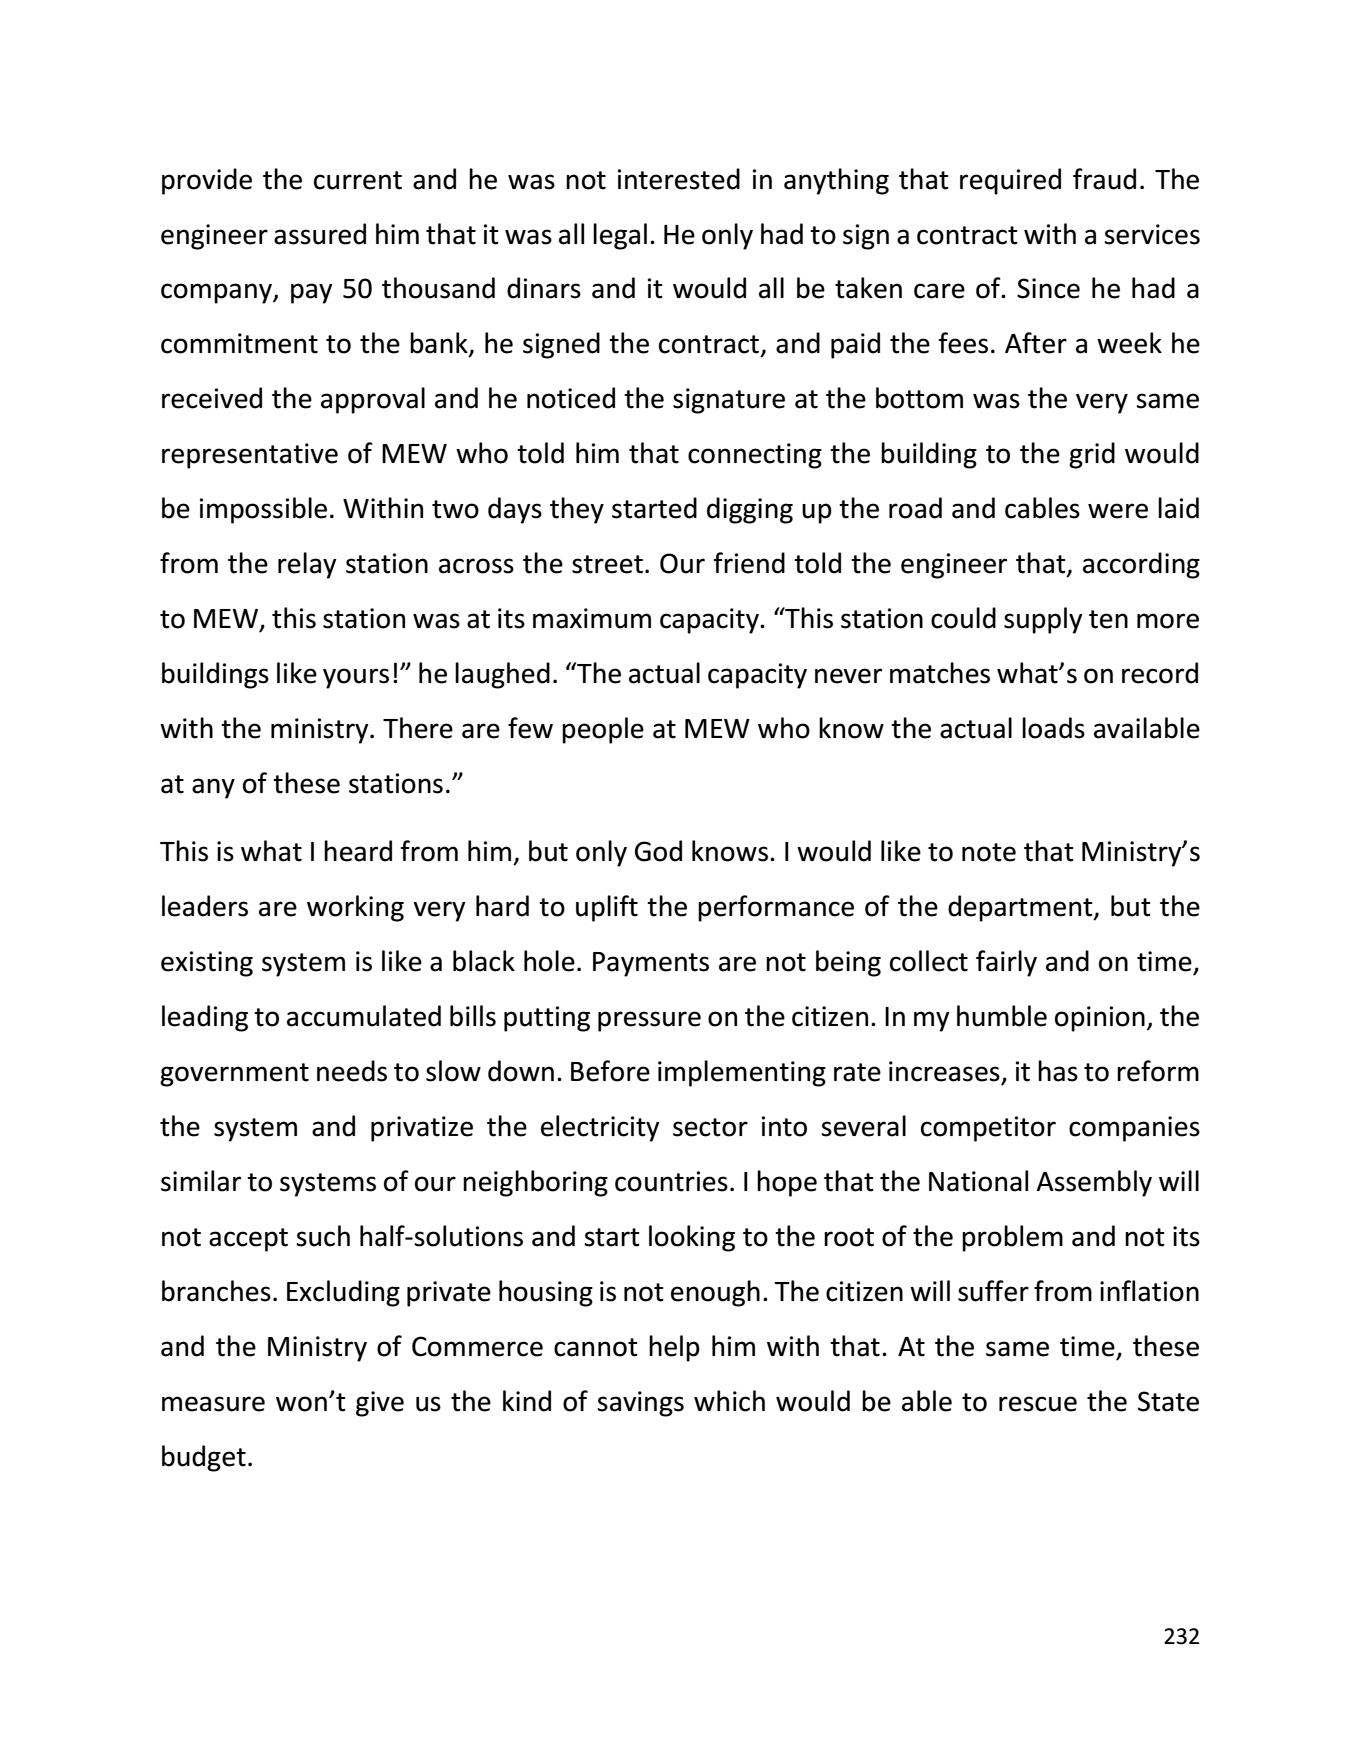 provide the current and he was not interested in anything that required fraud. The
engineer assured him that it was all legal. He only had to sign a contract with a services
company, pay 50 thousand dinars and it would all be taken care of. Since he had a
commitment to the bank, he signed the contract, and paid the fees. After a week he
received the approval and he noticed the signature at the bottom was the very same
representative of MEW who told him that connecting the building to the grid would
be impossible. Within two days they started digging up the road and cables were laid
from the relay station across the street. Our friend told the engineer that, according
to MEW, this station was at its maximum capacity. “This station could supply ten more
buildings like yours!” he laughed. “The actual capacity never matches what’s on record
with the ministry. There are few people at MEW who know the actual loads available
at any of these stations.”
This is what I heard from him, but only God knows. I would like to note that Ministry’s
leaders are working very hard to uplift the performance of the department, but the
existing system is like a black hole. Payments are not being collect fairly and on time,
leading to accumulated bills putting pressure on the citizen. In my humble opinion, the
government needs to slow down. Before implementing rate increases, it has to reform
the system and privatize the electricity sector into several competitor companies
similar to systems of our neighboring countries. I hope that the National Assembly will
not accept such half-solutions and start looking to the root of the problem and not its
branches. Excluding private housing is not enough. The citizen will suffer from inflation
and the Ministry of Commerce cannot help him with that. At the same time, these
measure won’t give us the kind of savings which would be able to rescue the State
budget.
232